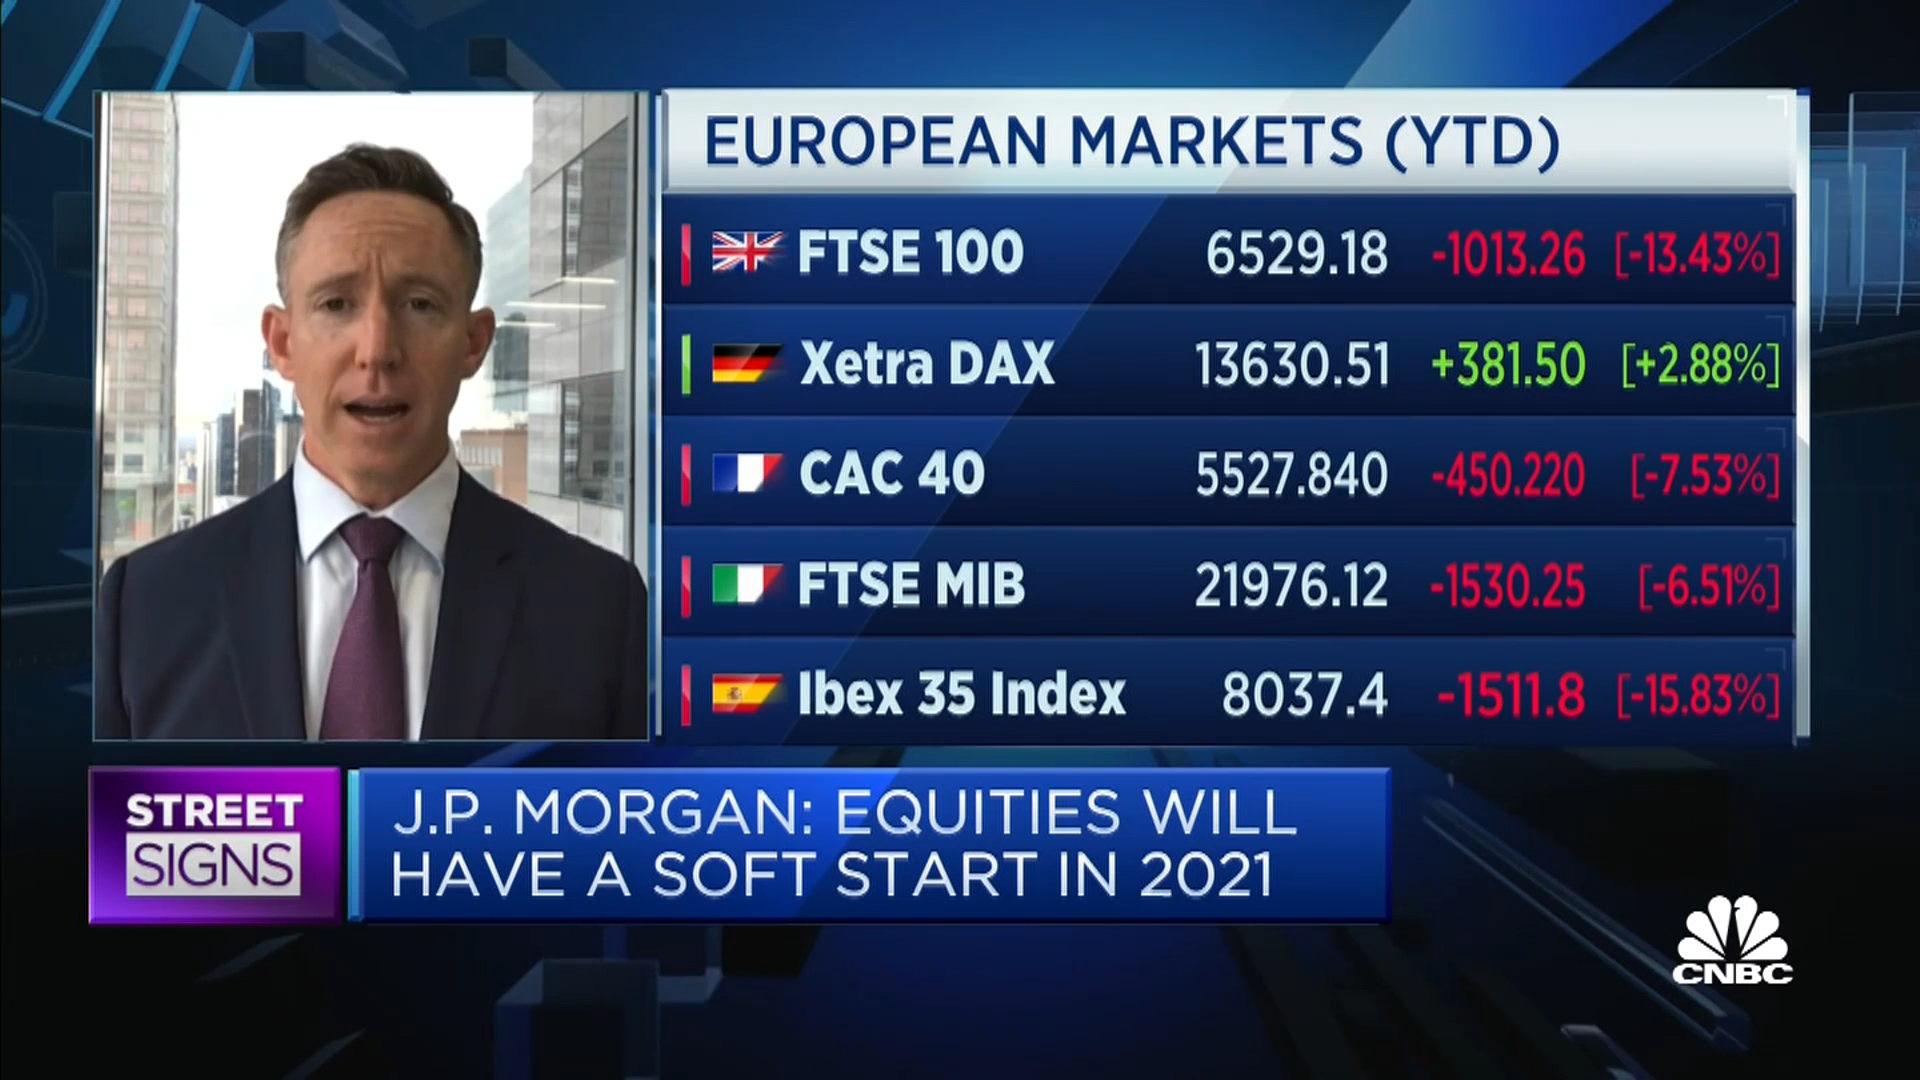 EUROPEAN MARKETS (YTD)
FTSE 100 6529.18 -1013.26 [-13.43%]
Xetra DAX 13630.51 +381.50 [+2.88%]
CAC 40 5527.840 -450.220 [-7.53%]
FTSE MIB 21976.12 -1530.25 [-6.51%]
Ibex 35 Index 8037.4 -1511.8 [-15.83%]
STREET
SIGNS
J.P. MORGAN: EQUITIES WILL
HAVE A SOFT START IN 2021
CNBC